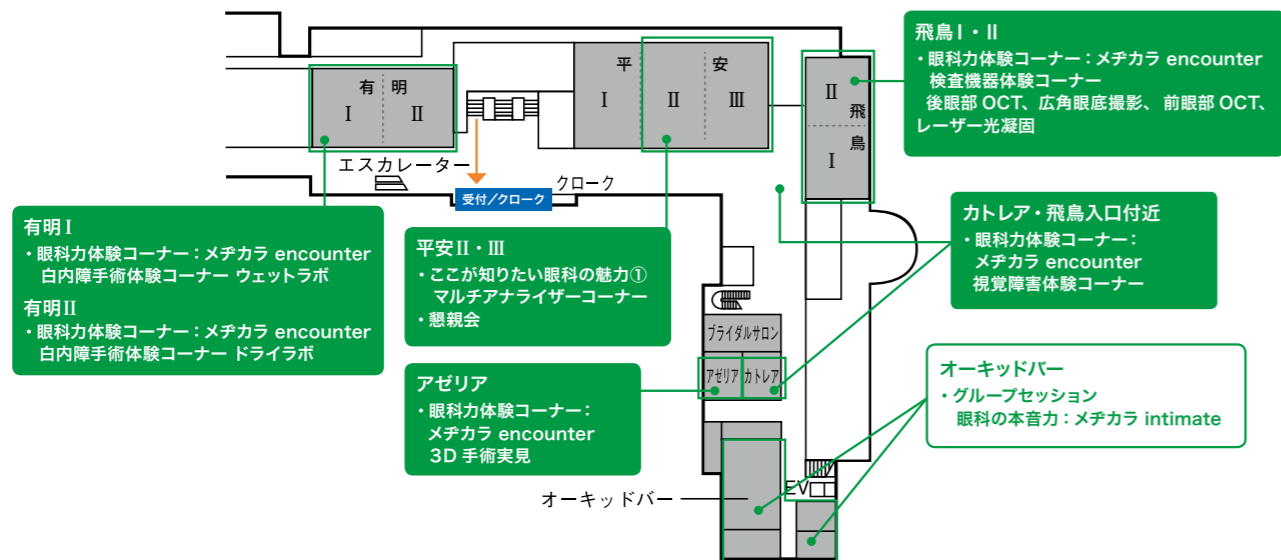 有 明
Ⅰ Ⅱ
エスカレーター
受付／クローク
クローク
平 安
Ⅰ Ⅱ Ⅲ
Ⅱ 飛
Ⅰ 鳥
飛鳥Ⅰ・Ⅱ
・眼科力体験コーナー：メヂカラ encounter
検査機器体験コーナー
後眼部 OCT、広角眼底撮影、前眼部 OCT、
レーザー光凝固
有明Ⅰ
・眼科力体験コーナー：メヂカラ encounter
白内障手術体験コーナー ウェットラボ
有明Ⅱ
・眼科力体験コーナー：メヂカラ encounter
白内障手術体験コーナー ドライラボ
平安Ⅱ・Ⅲ
・ここが知りたい眼科の魅力①
マルチアナライザーコーナー
・懇親会
カトレア・飛鳥入口付近
・眼科力体験コーナー：
メヂカラ encounter
視覚障害体験コーナー
ブライダルサロン
アゼリア
カトレア
アゼリア
・眼科力体験コーナー：
メヂカラ encounter
3D 手術実見
オーキッドバー
・グループセッション
眼科の本音力：メヂカラ intimate
EV
オーキッドバー